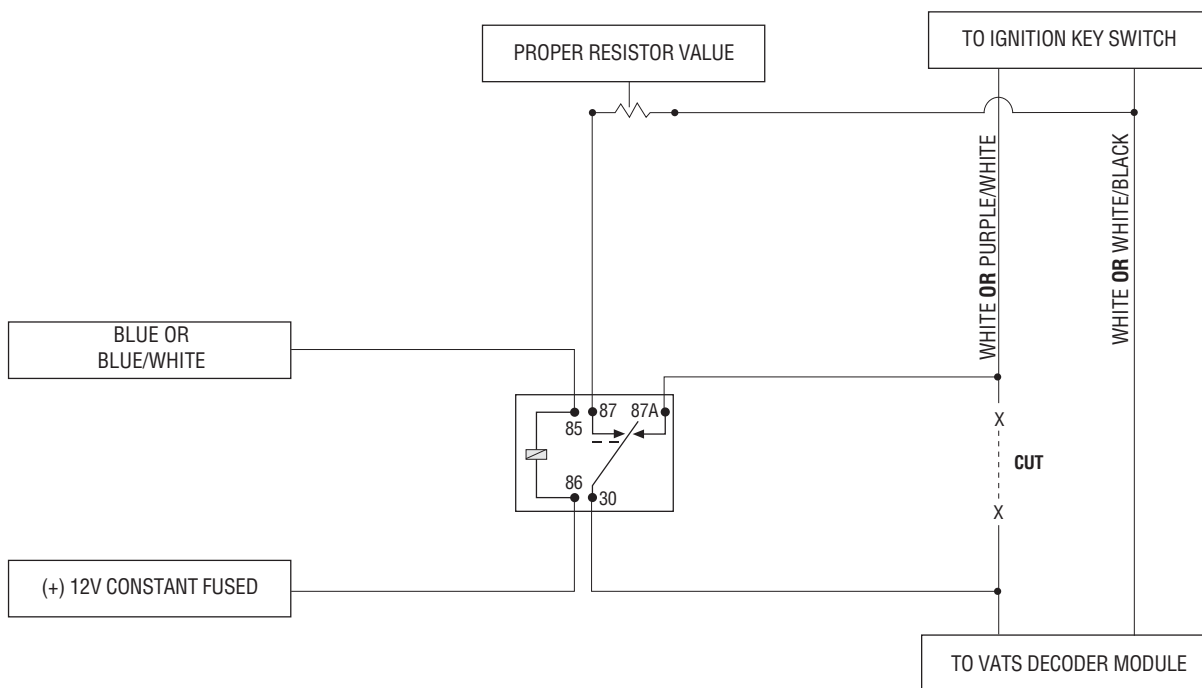 PROPER RESISTOR VALUE
TO IGNITION KEY SWITCH
WHITE OR PURPLE/WHITE
WHITE OR WHITE/BLACK
BLUE OR
BLUE/WHITE
87
87A
85
86
30
X
CUT
X
(+) 12V CONSTANT FUSED
TO VATS DECODER MODULE